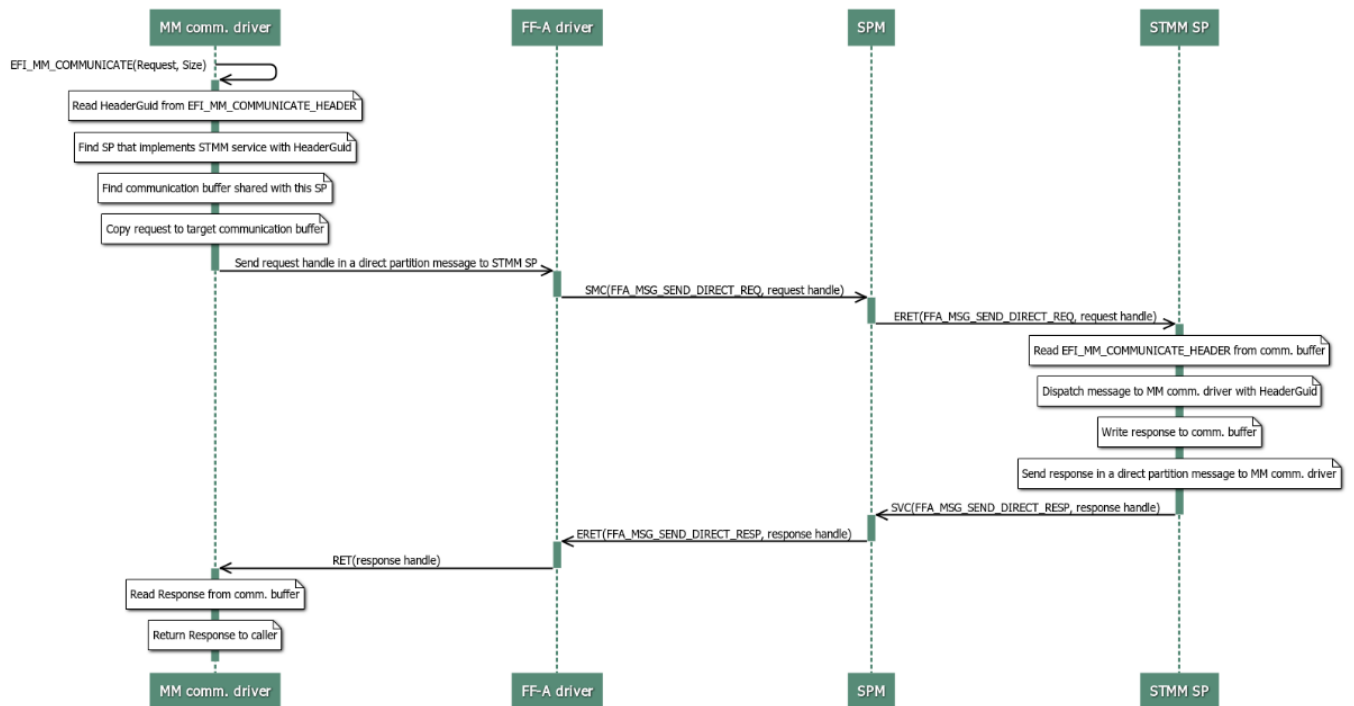 MM comm. driver
FF-A driver
SPM
STMM SP
EFI_MM_COMMUNICATE(Request, Size)
Read HeaderGuid from EFI_MM_COMMUNICATE_HEADER
Find SP that implements STMM service with HeaderGuid
Find communication buffer shared with this SP
Copy request to target communication buffer
Send request handle in a direct partition message to STMM SP
SMC(FFA_MSG_SEND_DIRECT_REQ, request handle)
ERET(FFA_MSG_SEND_DIRECT_REQ, request handle)
Read EFI_MM_COMMUNICATE_HEADER from comm. buffer
Dispatch message to MM comm. driver with HeaderGuid
Write response to comm. buffer
Send response in a direct partition message to MM comm. driver
SVC(FFA_MSG_SEND_DIRECT_RESP, response handle)
ERET(FFA_MSG_SEND_DIRECT_RESP, response handle)
RET(response handle)
Read Response from comm. buffer
Return Response to caller
MM comm. driver
FF-A driver
SPM
STMM SP